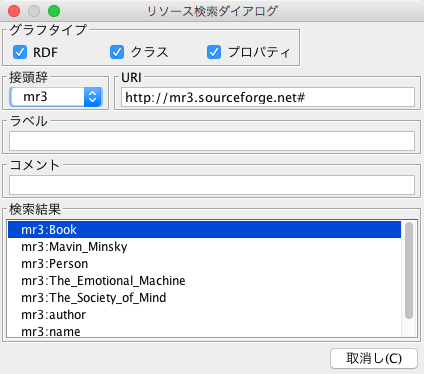 リソース検索ダイアログ
グラフタイプ
RDF クラス プロパティ
接頭辞 URI
mr3 http://mr3.sourceforge.net#
ラベル
コメント
検索結果
mr3:Book
mr3:Mavin_Minsky
mr3:Person
mr3:The_Emotional_Machine
mr3:The_Society_of_Mind
mr3:author
mr3:name
取消し(C)